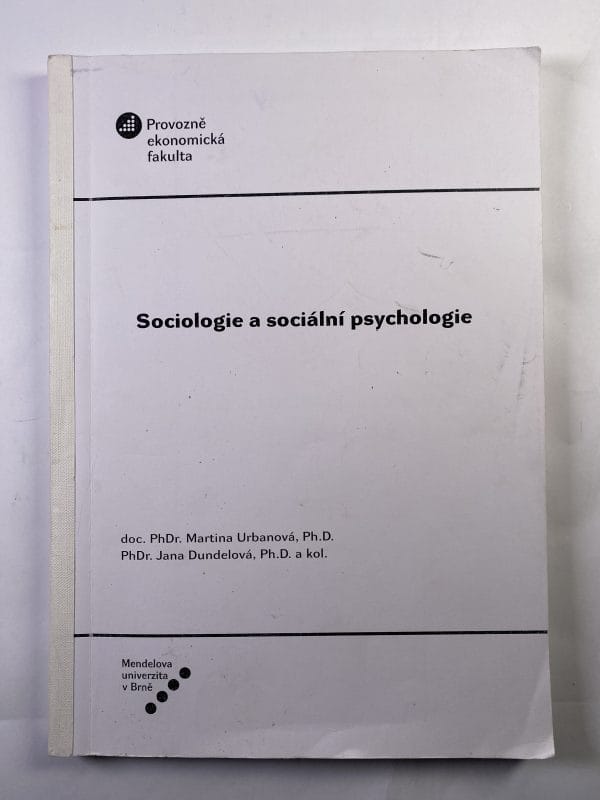 Provozně
ekonomická
fakulta
Sociologie a sociální psychologie
doc. PhDr. Martina Urbanová, Ph.D.
PhDr. Jana Dundelová, Ph.D. a kol.
Mendelova
univerzita
v Brně